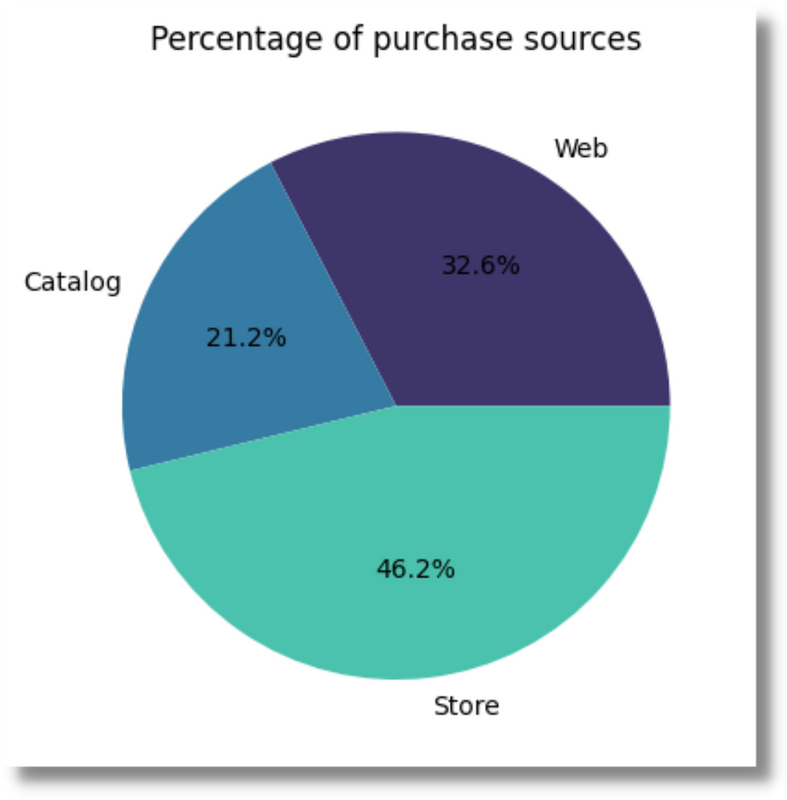 Percentage of purchase sources
Web
32.6%
Catalog
21.2%
46.2%
Store